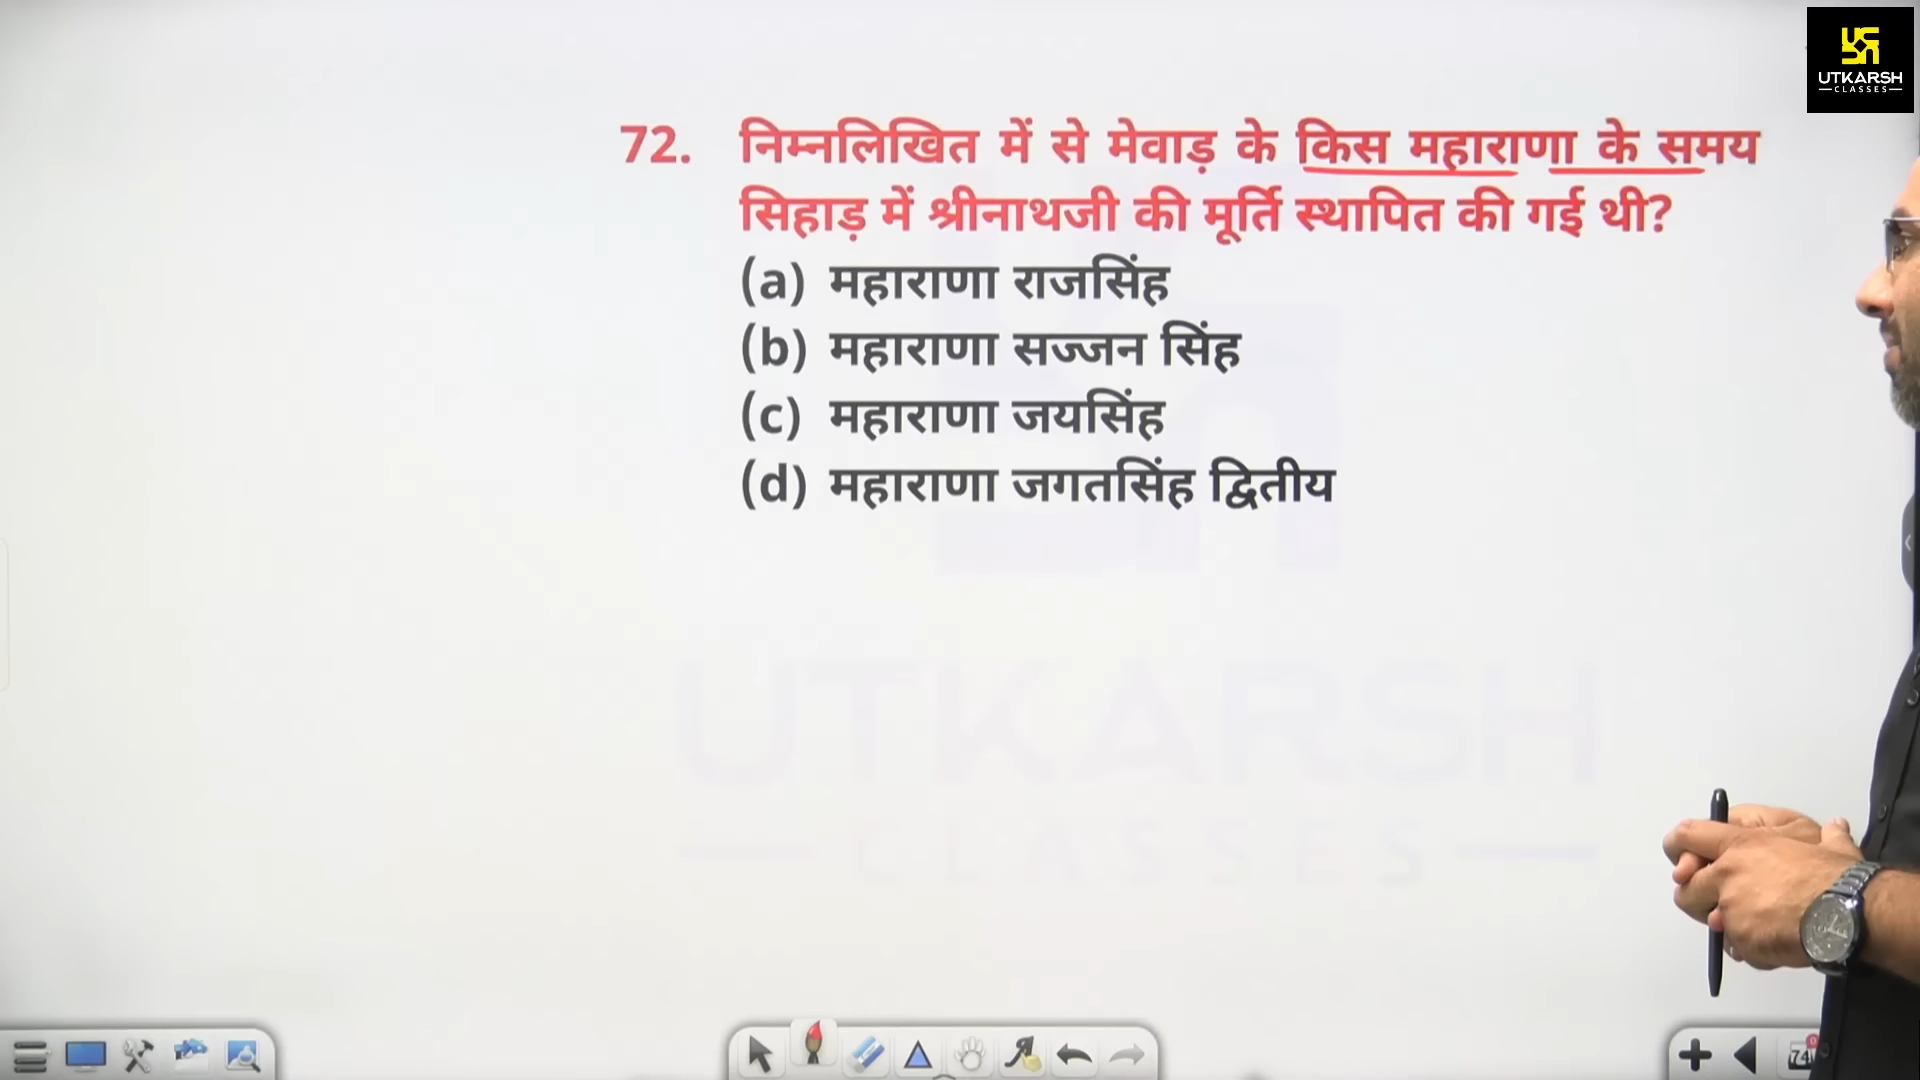 UTKARSH
CLASSES
72. निम्नलिखित में से मेवाड़ के किस महाराणा के समय
सिहाड़ में श्रीनाथजी की मूर्ति स्थापित की गई थी?
(a) महाराणा राजसिंह
(b) महाराणा सज्जन सिंह
(c) महाराणा जयसिंह
(d) महाराणा जगतसिंह द्वितीय
UTKARSH
CLASSES
74